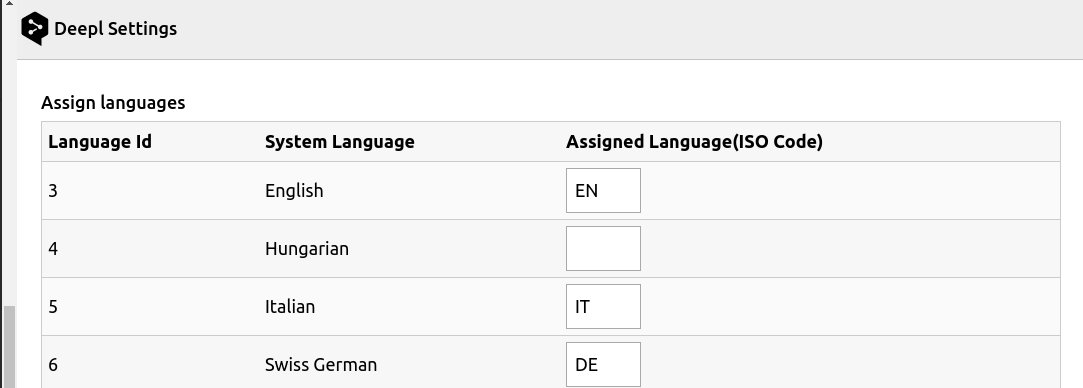 Deepl Settings
Assign languages
Language Id System Language Assigned Language(ISO Code)
3 English EN
4 Hungarian
5 Italian IT
6 Swiss German DE